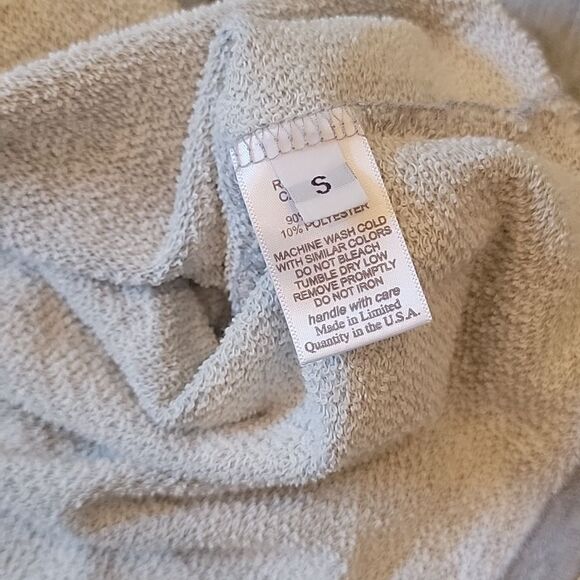 S
10% POLYESTER
MACHINE WASH COLD
WITH SIMILAR COLORS
DO NOT BLEACH
TUMBLE DRY LOW
REMOVE PROMPTLY
DO NOT IRON
handle with care
Made in Limited
Quantity in the U.S.A.